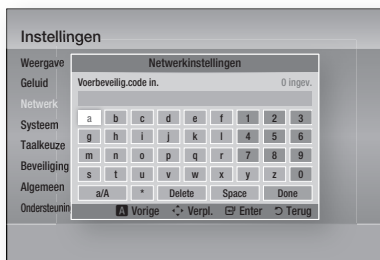 Instellingen
Weergave
Geluid
Netwerk
Systeem
Taalkeuze
Beveiliging
Algemeen
Ondersteunin
Netwerkinstellingen
Voerbeveilig.code in. 0 ingev.
a b c d e f 1 2 3
g h i j k l 4 5 6
m n o p q r 7 8 9
s t u v w x y z 0
a/A * Delete Space Done
A Vorige Verpl. Enter Terug